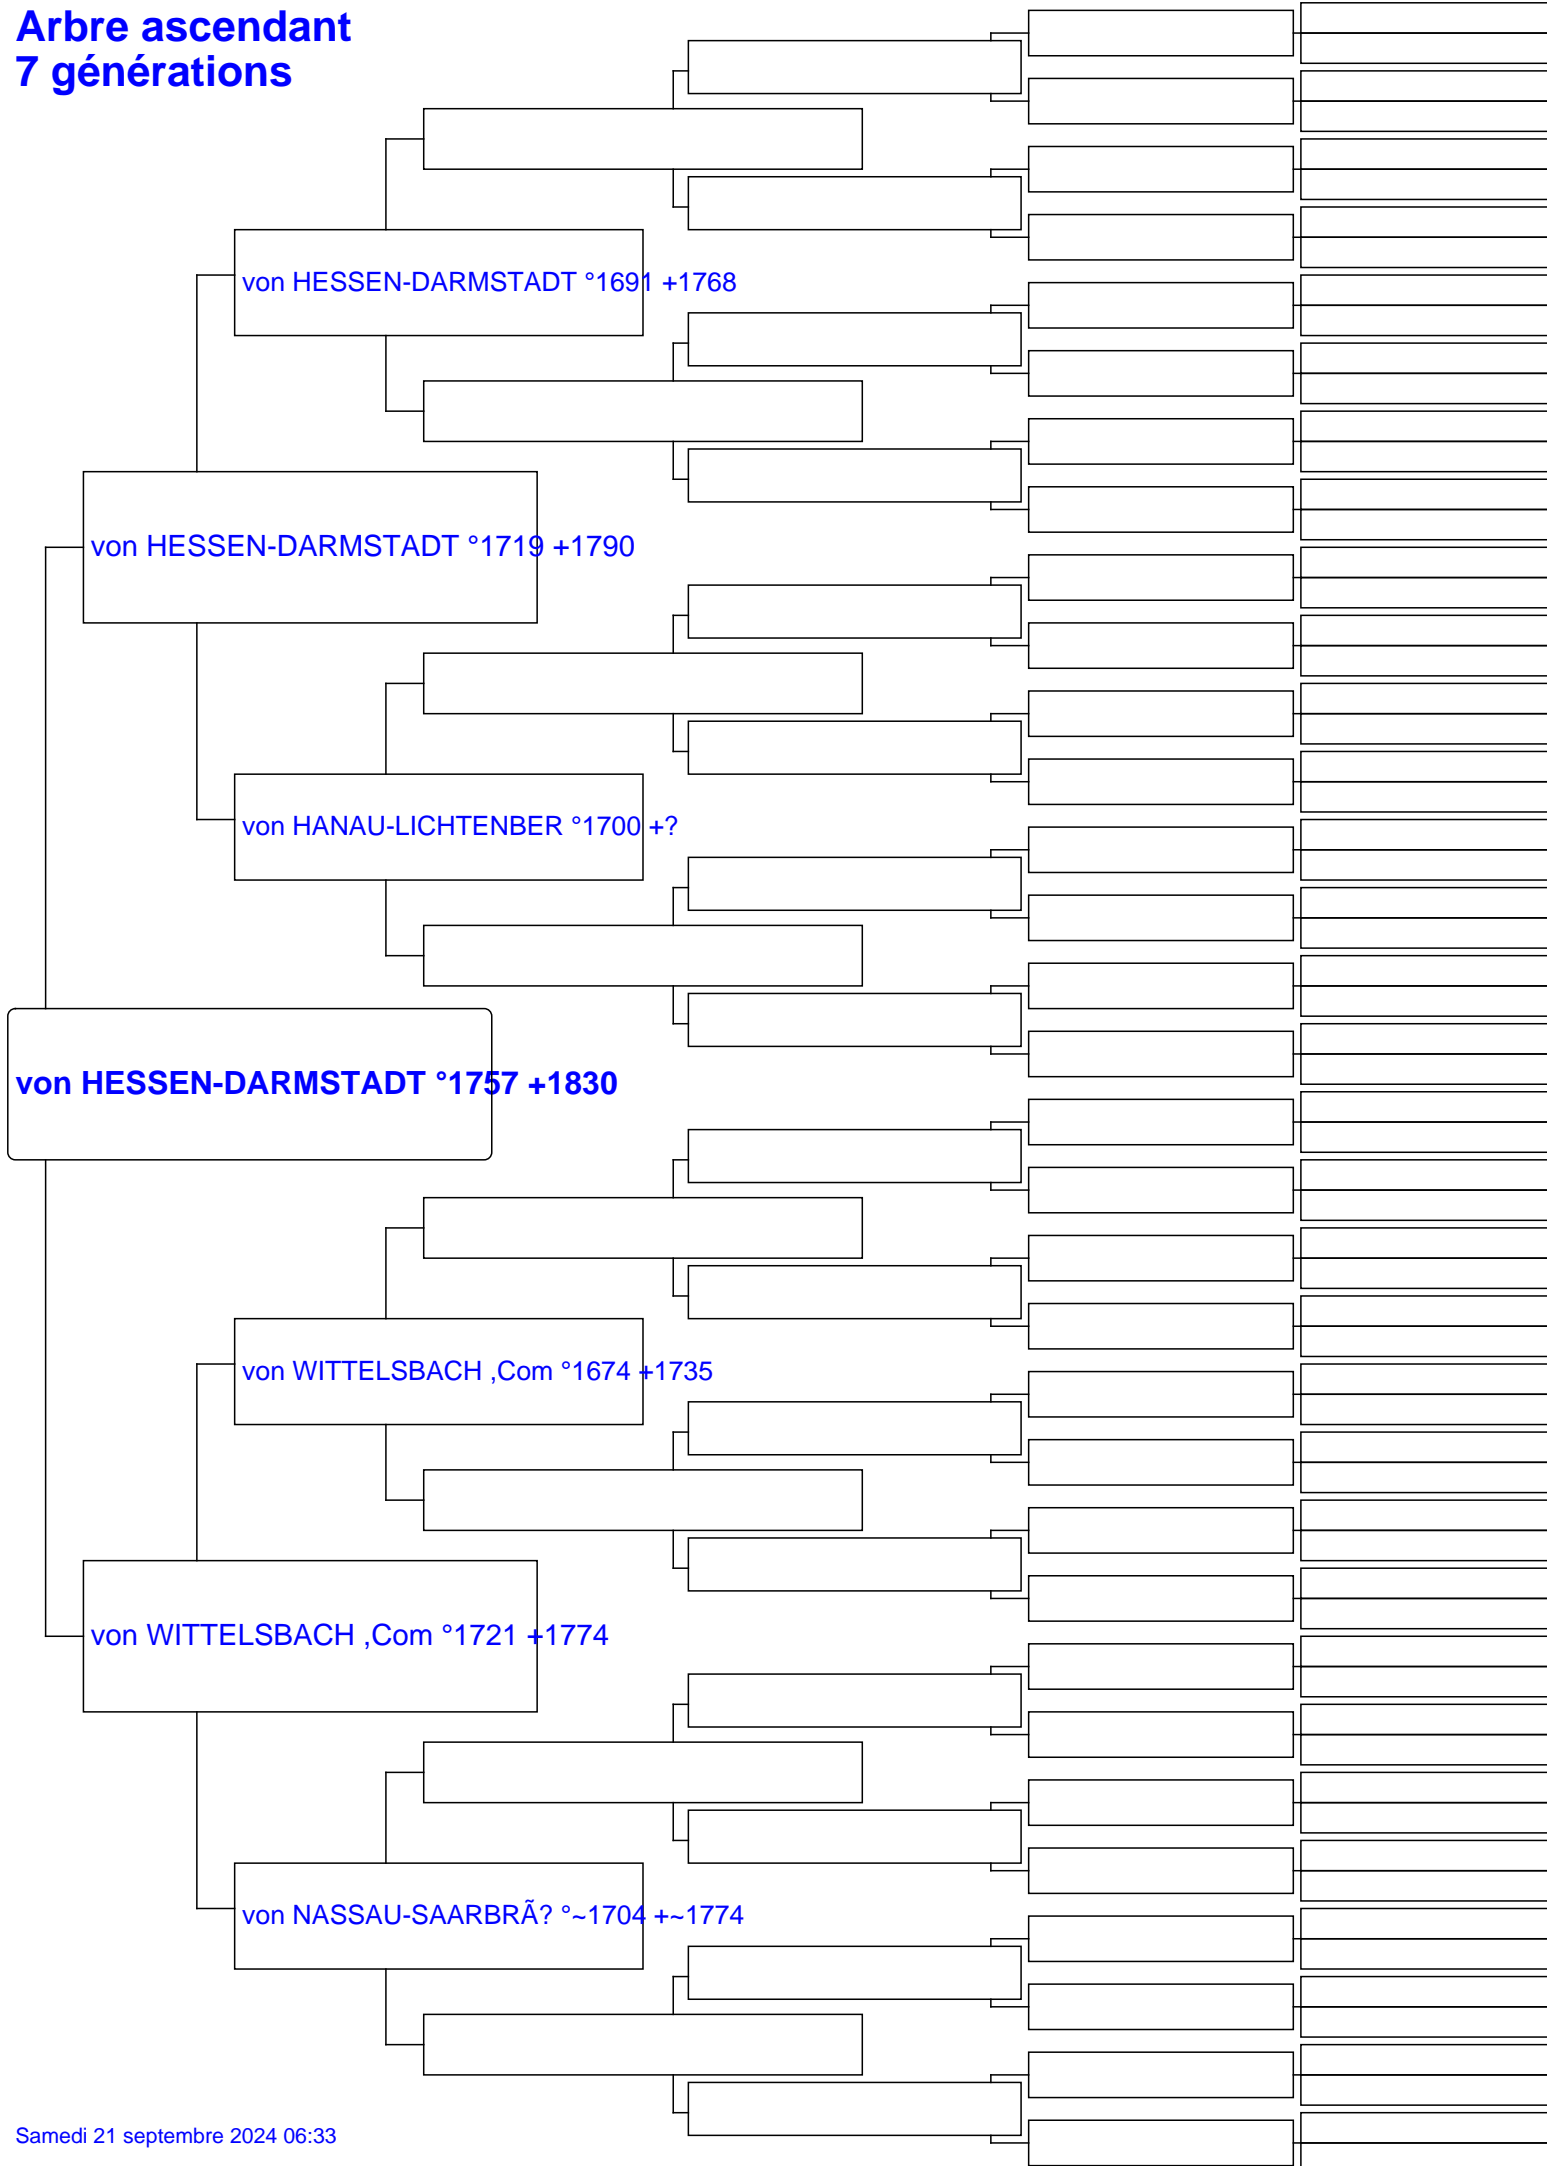 Arbre ascendant
7 générations
von HESSEN-DARMSTADT °1691 +1768
von HESSEN-DARMSTADT °1719 +1790
von HANAU-LICHTENBER °1700 +?
von HESSEN-DARMSTADT °1757 +1830
von WITTELSBACH ,Com °1674 +1735
von WITTELSBACH ,Com °1721 +1774
von NASSAU-SAARBRÃ? °~1704 +~1774
Samedi 21 septembre 2024 06:33